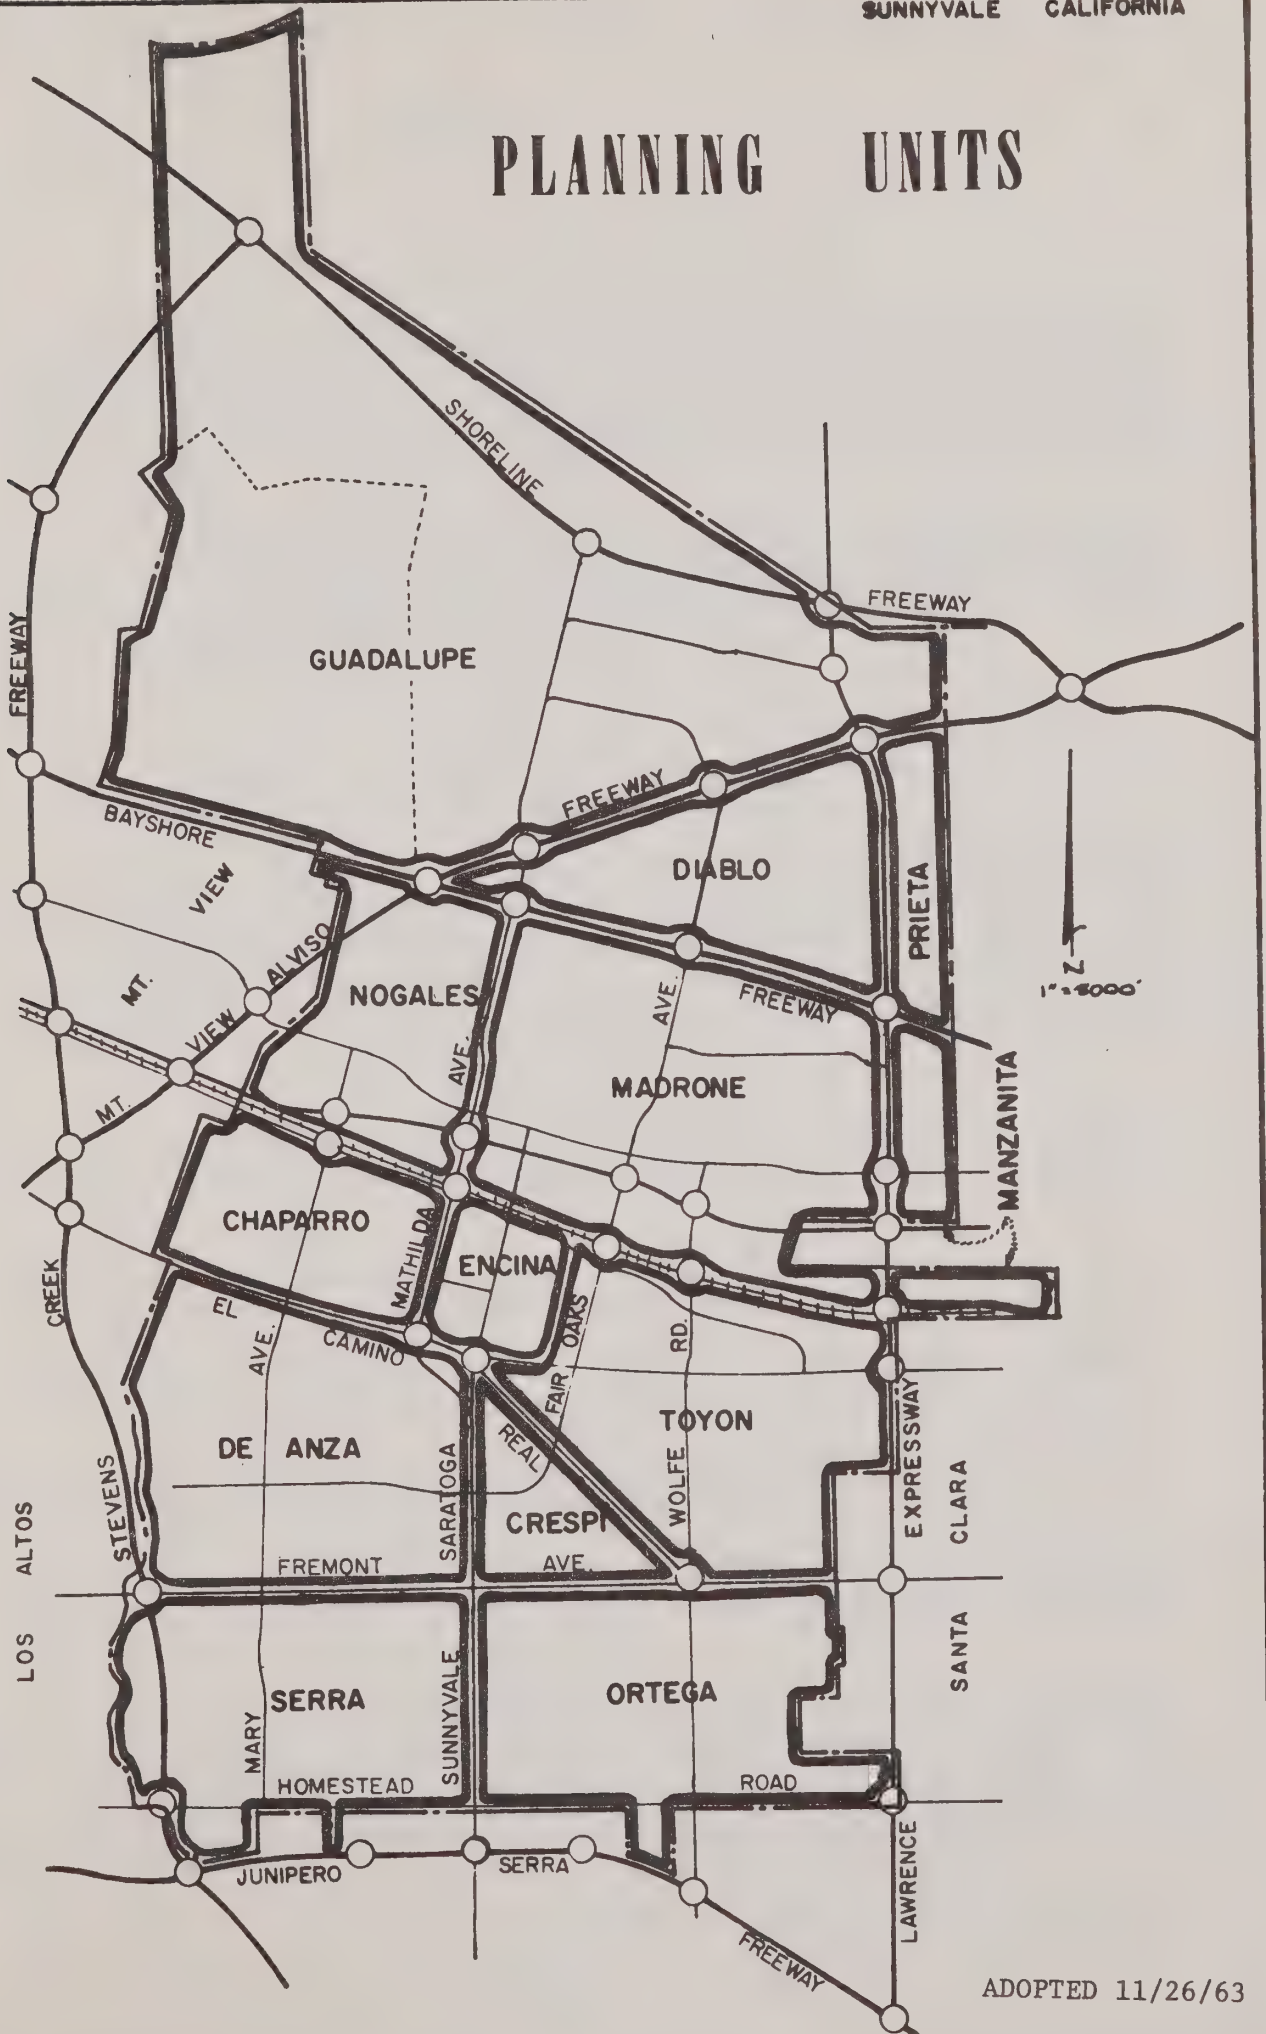 SUNNYVALE CALIFORNIA
PLANNING UNITS
SHORELINE
FREEWAY
GUADALUPE
FREEWAY
FREEWAY
BAYSHORE
DIABLO
VIEW
PRIETA
ALVISO
MT.
NOGALES
AVE.
FREEWAY
Z
VIEW
AVE.
MADRONE
MT.
MANZANITA
CHAPARRO
MATHILDA
ENCINA
CREEK
EL
CAMINO
AVE.
OAKS
RD.
FAIR
TOYON
DE ANZA
REAL
SARATOGA
WOLFE
EXPRESSWAY
CLARA
STEVENS
ALTOS
CRESPI
FREMONT
AVE.
LOS
SANTA
SERRA
ORTEGA
MARY
SUNNYVALE
HOMESTEAD
ROAD
JUNIPERO
SERRA
LAWRENCE
FREEWAY
ADOPTED 11/26/63